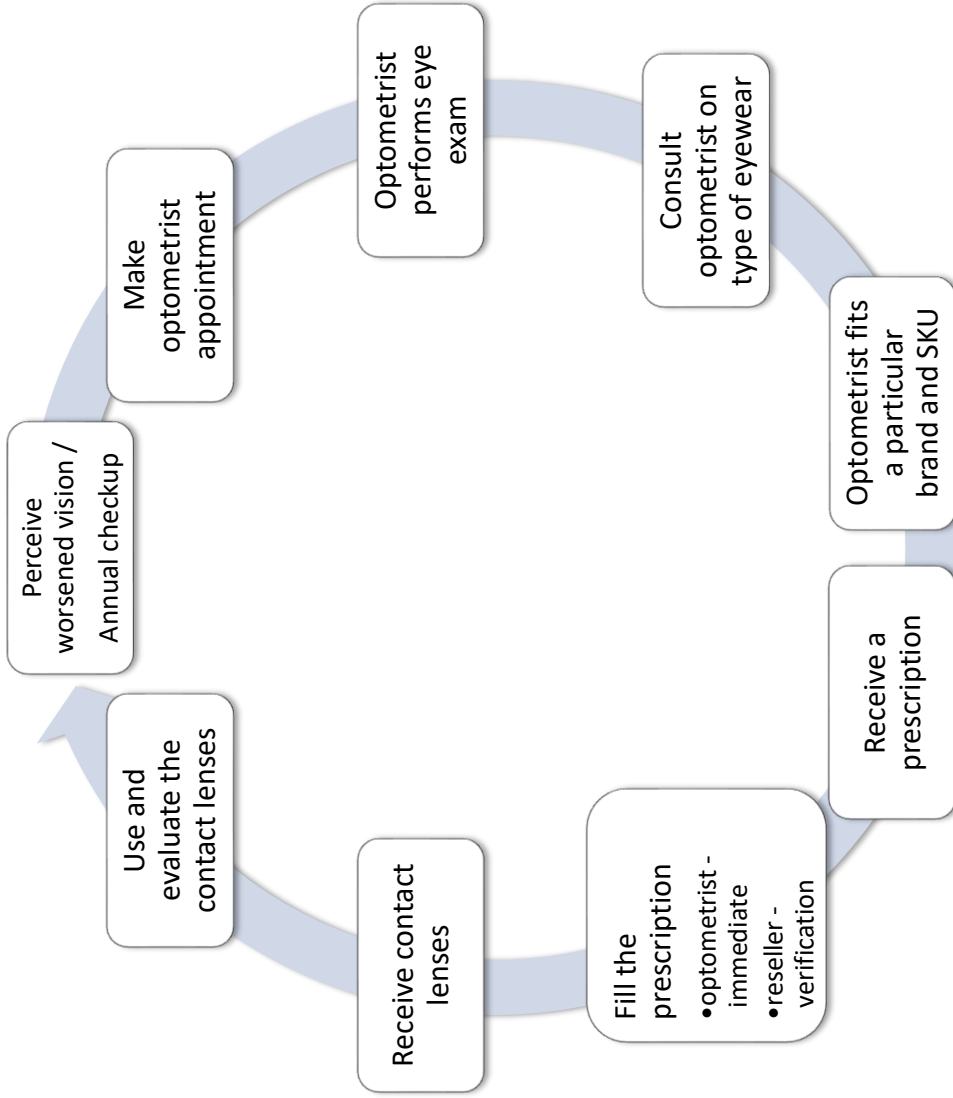 Perceive
worsened vision /
Annual checkup
Make
optometrist
appointment
Optometrist
performs eye
exam
Consult
optometrist on
type of eyewear
Optometrist fits
a particular
brand and SKU
Receive a
prescription
Fill the
prescription
•optometrist -
immediate
•reseller -
verification
Receive contact
lenses
Use and
evaluate the
contact lenses